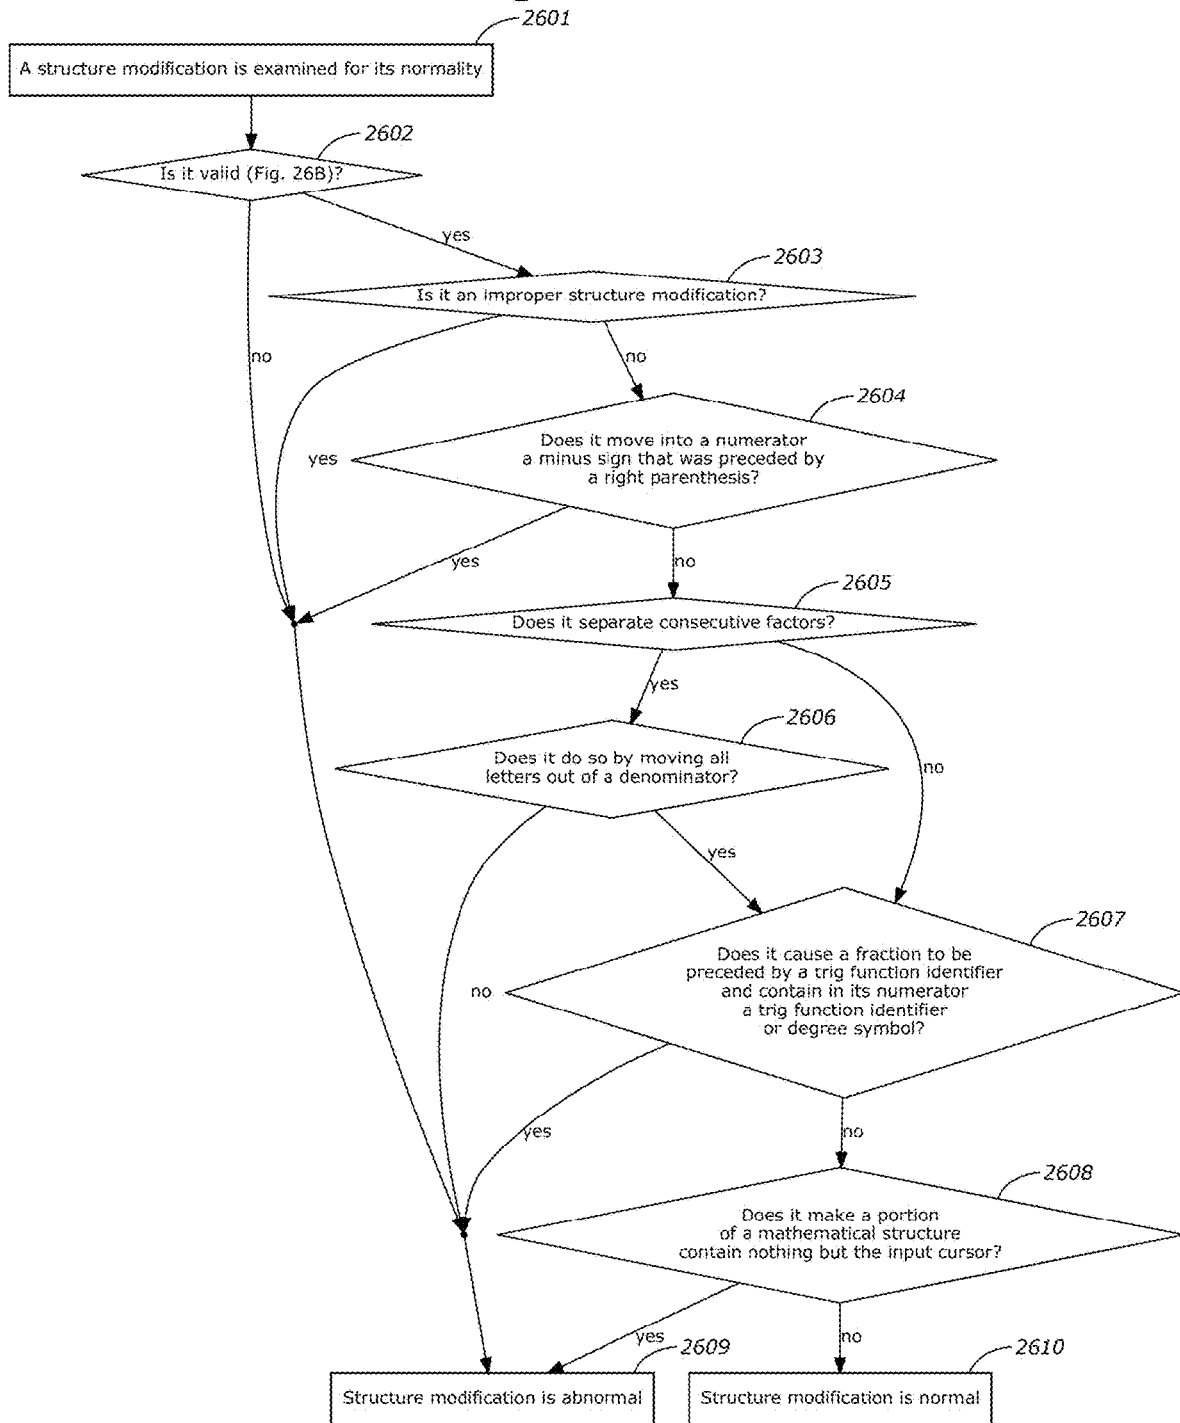 2601
A structure modification is examined for its normality
2602
Is it valid (Fig. 26B)?
yes
2603
Is it an improper structure modification?
no
no
2604
Does it move into a numerator
a minus sign that was preceded by
a right parenthesis?
yes
yes
no
2605
Does it separate consecutive factors?
yes
2606
Does it do so by moving all
letters out of a denominator?
no
yes
2607
Does it cause a fraction to be
preceded by a trig function identifier
and contain in its numerator
a trig function identifier
or degree symbol?
no
yes
no
2608
Does it make a portion
of a mathematical structure
contain nothing but the input cursor?
yes
no
2609
2610
Structure modification is abnormal
Structure modification is normal